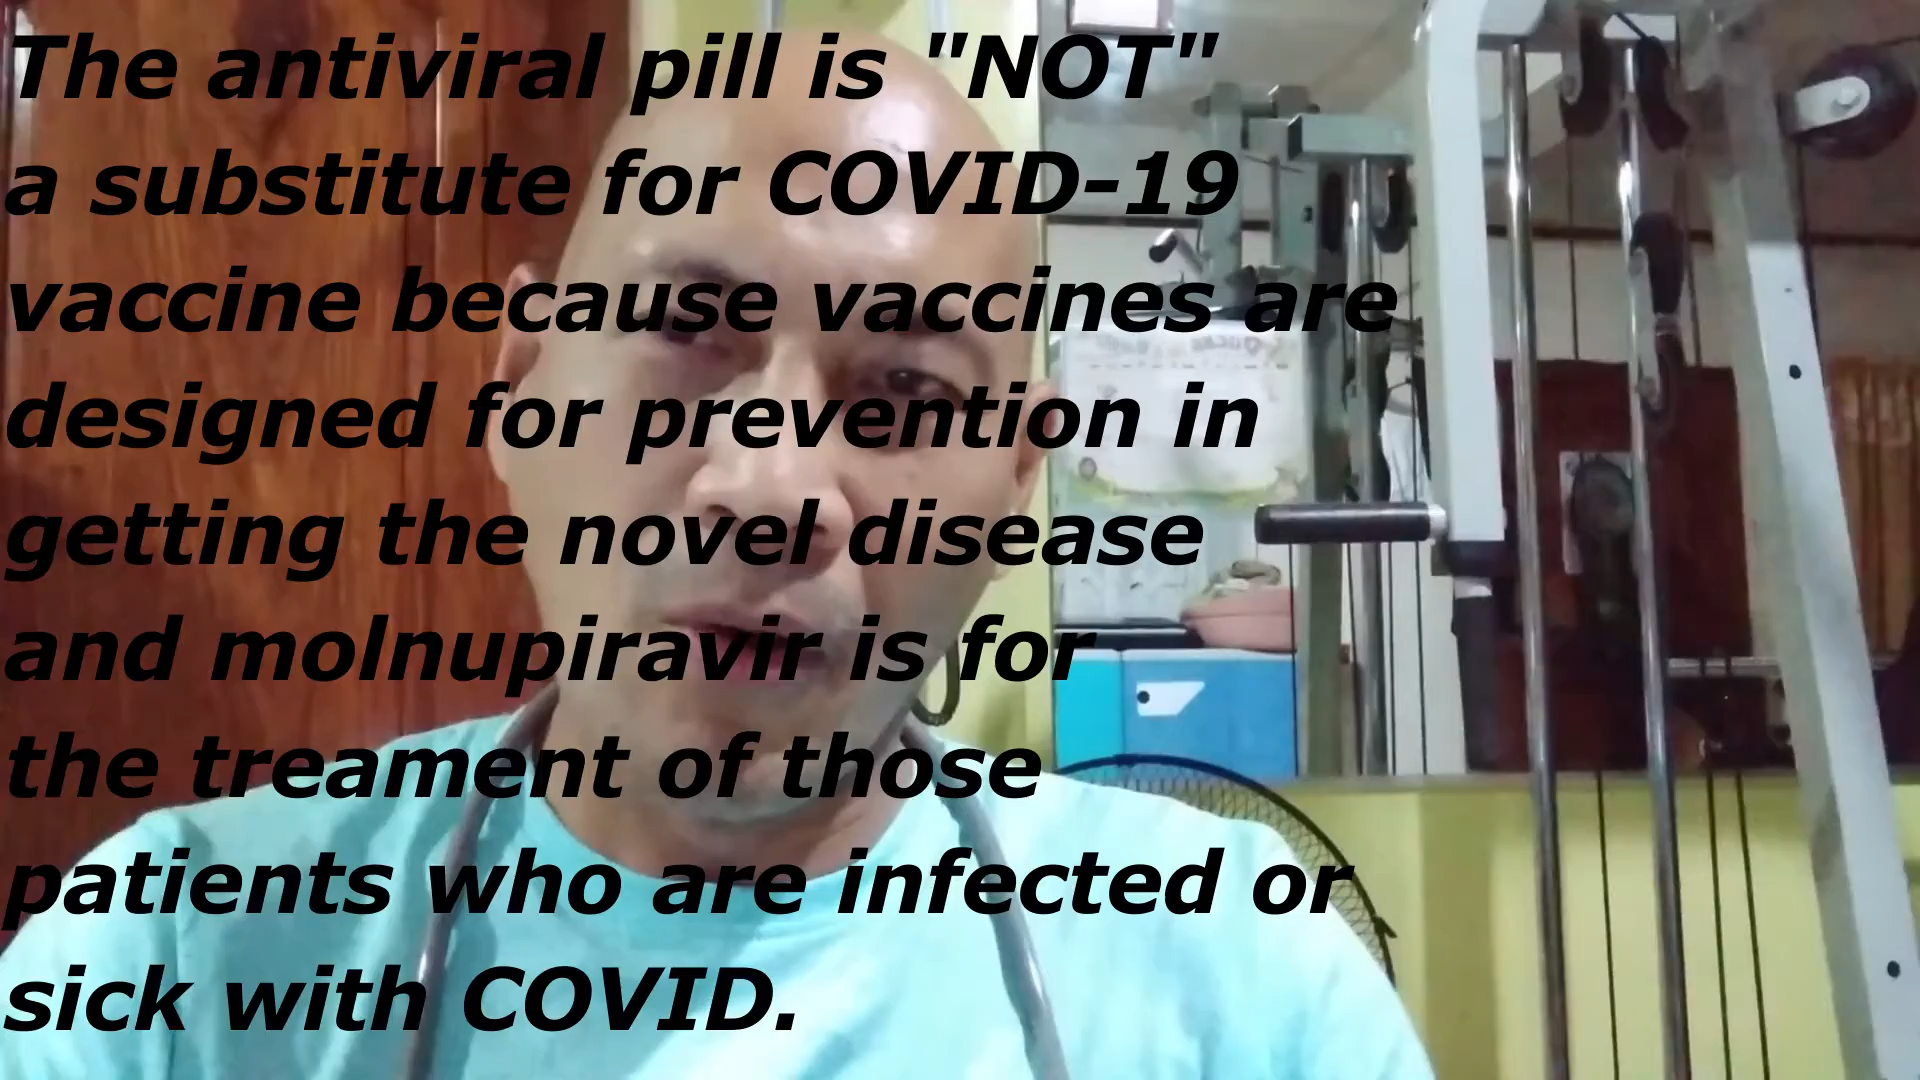 The antiviral pill is "NOT"
a substitute for COVID-19
vaccine because vaccines are
designed for prevention in
getting the novel disease
and molnupiravir is for
the treament of those
patients who are infected or
sick with COVID.